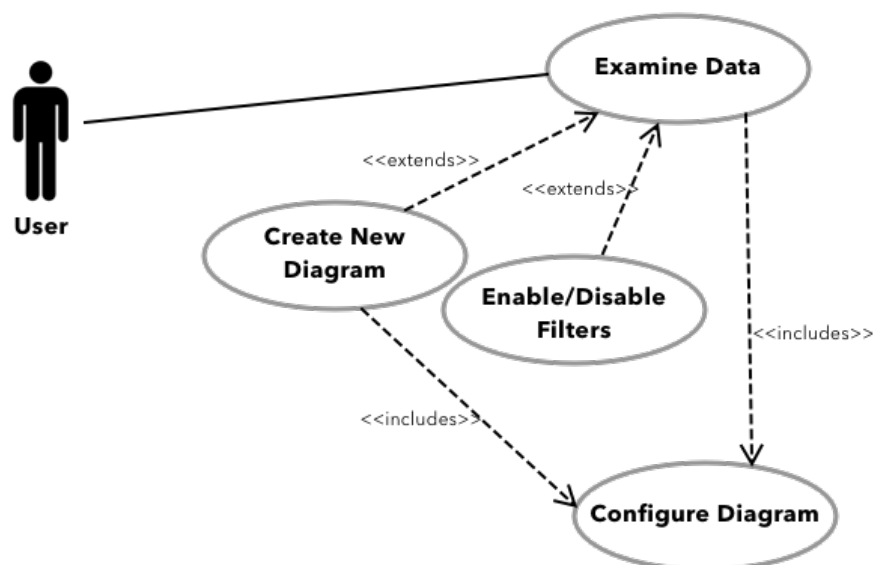 Examine Data
<<extends>>
<<extends>>
User
Create New
Diagram
Enable/Disable
Filters
<<includes>>
<<includes>>
Configure Diagram